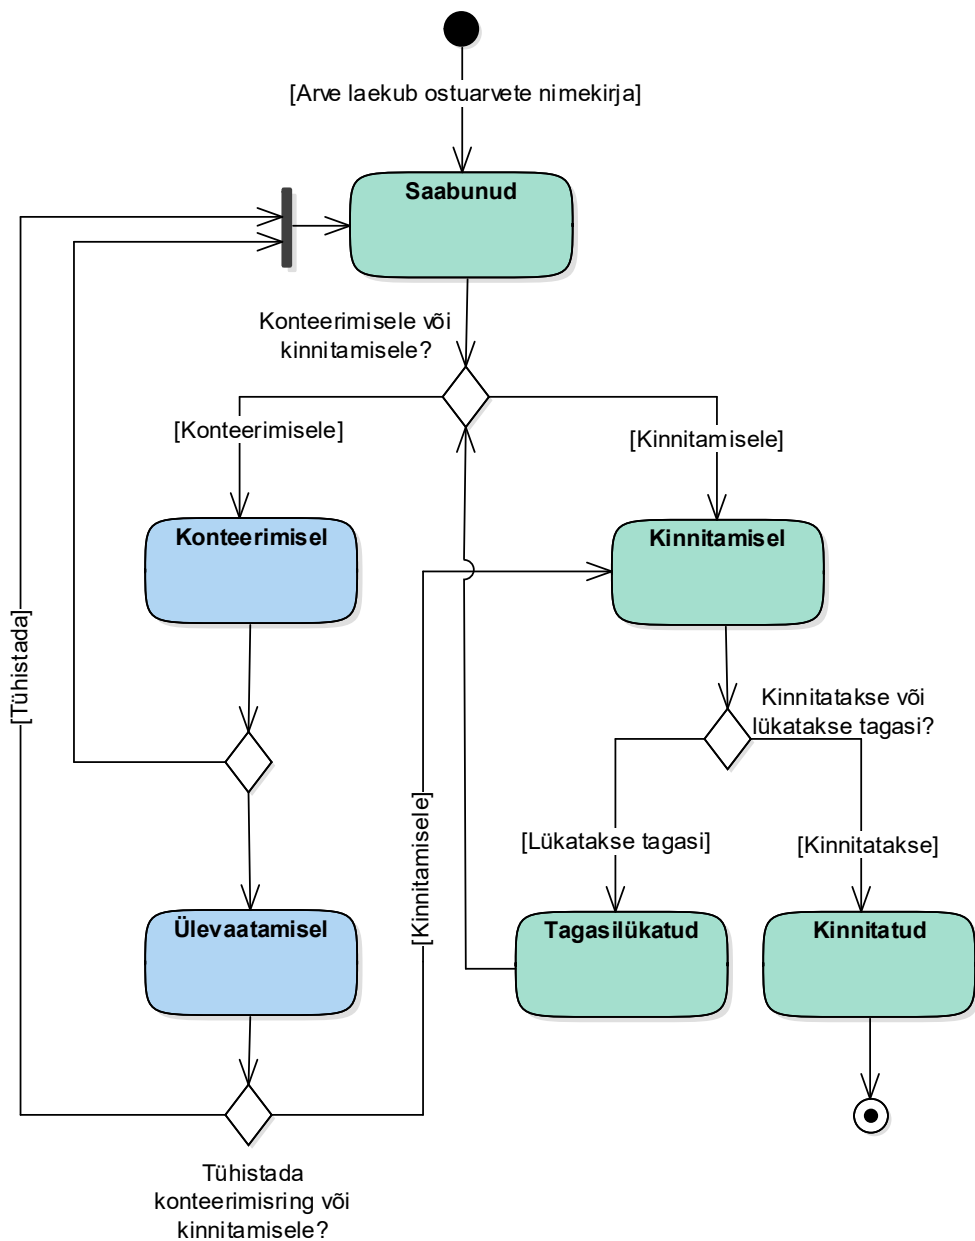 [Arve laekub ostuarvete nimekirja]
Saabunud
Konteerimisele või
kinnitamisele?
[Konteerimisele]
[Kinnitamisele]
Konteerimisel
Kinnitamisel
[Tühistada]
Kinnitatakse või
lükatakse tagasi?
[Kinnitamisele]
[Lükatakse tagasi]
[Kinnitatakse]
Ülevaatamisel
Tagasilükatud
Kinnitatud
Tühistada
konteerimisring või
kinnitamisele?